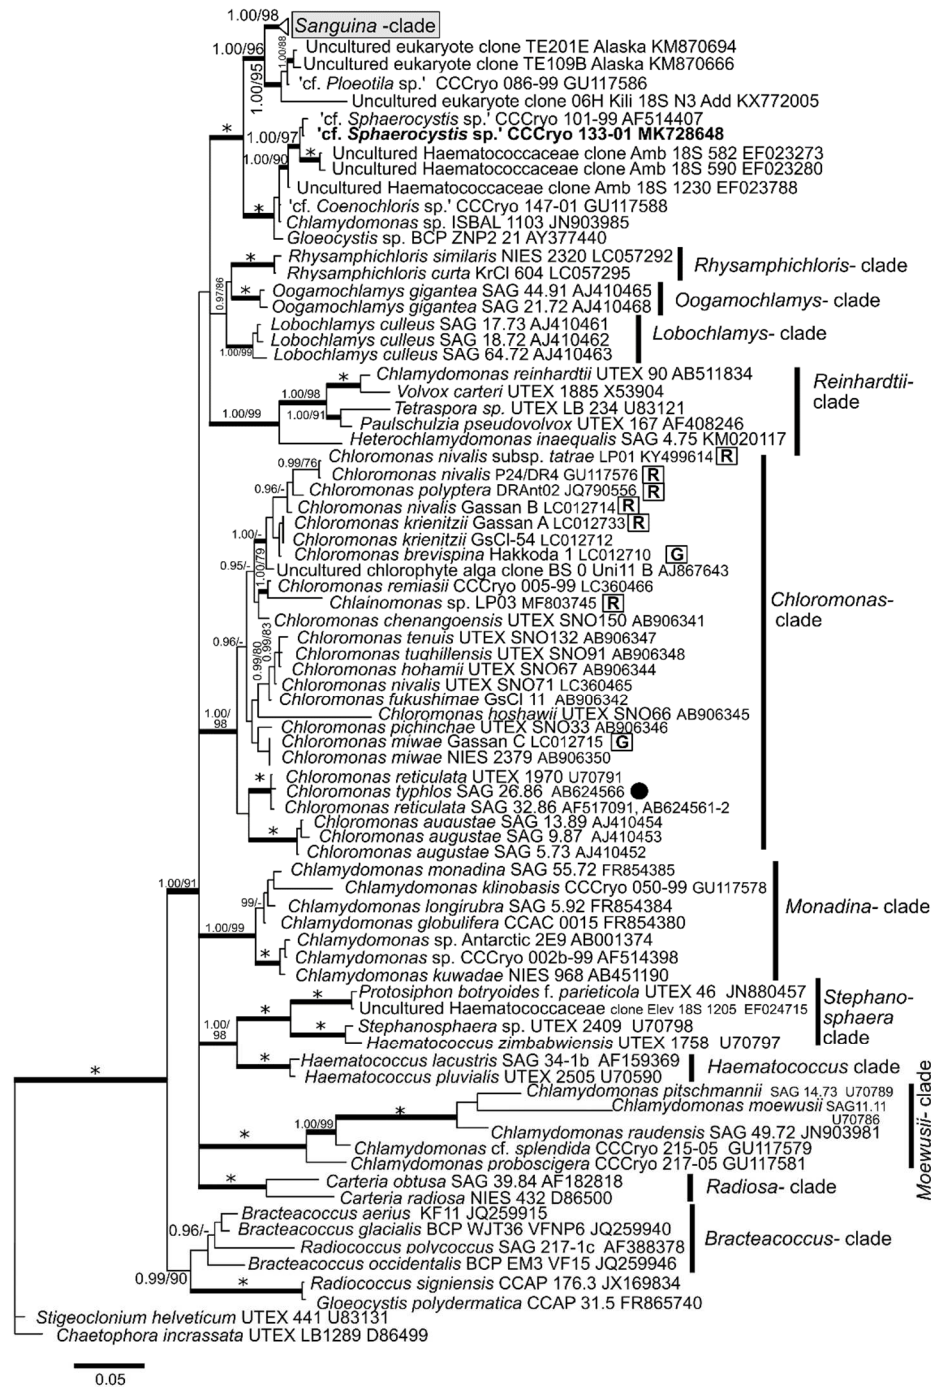 1.00/98
Sanguina -clade
1.00/96
1.00/88
1.00/95
Uncultured eukaryote clone TE201E Alaska KM870694
Uncultured eukaryote clone TE109B Alaska KM870666
'cf. Ploeotila sp.' CCCryo 086-99 GU117586
Uncultured eukaryote clone 06H Kili 18S N3 Add KX772005
'cf. Sphaerocystis sp.' CCCryo 101-99 AF514407
*
1.00/97
'cf. Sphaerocystis sp.' CCCryo 133-01 MK728648
1.00/90
*
Uncultured Haematococcaceae clone Amb 18S 582 EF023273
Uncultured Haematococcaceae clone Amb 18S 590 EF023280
Uncultured Haematococcaceae clone Amb 18S 1230 EF023788
*
'cf. Coenochloris sp.' CCCryo 147-01 GU117588
Chlamydomonas sp. ISBAL 1103 JN903985
Gloeocystis sp. BCP ZNP2 21 AY377440
*
Rhysamphichloris similaris NIES 2320 LC057292
Rhysamphichloris curta KrCl 604 LC057295
Rhysamphichloris- clade
0.97/86
*
Oogamochlamys gigantea SAG 44.91 AJ410465
Oogamochlamys gigantea SAG 21.72 AJ410468
Oogamochlamys- clade
1.00/99
Lobochlamys culleus SAG 17.73 AJ410461
Lobochlamys culleus SAG 18.72 AJ410462
Lobochlamys culleus SAG 64.72 AJ410463
Lobochlamys- clade
*
1.00/98
1.00/91
1.00/99
Chlamydomonas reinhardtii UTEX 90 AB511834
Volvox carteri UTEX 1885 X53904
Tetraspora sp. UTEX LB 234 U83121
Paulschulzia pseudovolvox UTEX 167 AF408246
Heterochlamydomonas inaequalis SAG 4.75 KM020117
Reinhardtii-
clade
0.99/76
0.96/-
1.00/-
1.00/79
0.95/-
Chloromonas nivalis subsp. tatrae LP01 KY499614 R
Chloromonas nivalis P24/DR4 GU117576 R
Chloromonas polyptera DRAnt02 JQ790556 R
Chloromonas nivalis Gassan B LC012714 R
Chloromonas krienitzii Gassan A LC012733 R
Chloromonas krienitzii GsCl-54 LC012712
Chloromonas brevispina Hakkoda 1 LC012710 G
Uncultured chlorophyte alga clone BS 0 Uni11 B AJ867643
Chloromonas remiasii CCCryo 005-99 LC360466
Chlainomonas sp. LP03 MF803745 R
Chloromonas chenangoensis UTEX SNO150 AB906341
Chloromonas-
clade
0.96/-
0.99/80
0.99/83
1.00/
98
Chloromonas tenuis UTEX SNO132 AB906347
Chloromonas tughillensis UTEX SNO91 AB906348
Chloromonas hohamii UTEX SNO67 AB906344
Chloromonas nivalis UTEX SNO71 LC360465
Chloromonas fukushimae GsCl 11 AB906342
Chloromonas hoshawii UTEX SNO66 AB906345
Chloromonas pichinchae UTEX SNO33 AB906346
Chloromonas miwae Gassan C LC012715 G
Chloromonas miwae NIES 2379 AB906350
*
Chloromonas reticulata UTEX 1970 U70791
Chloromonas typhlos SAG 26.86 AB624566
Chloromonas reticulata SAG 32.86 AF517091, AB624561-2
*
Chloromonas augustae SAG 13.89 AJ410454
Chloromonas augustae SAG 9.87 AJ410453
Chloromonas augustae SAG 5.73 AJ410452
1.00/91
99/-
1.00/99
*
Chlamydomonas monadina SAG 55.72 FR854385
Chlamydomonas klinobasis CCCryo 050-99 GU117578
Chlamydomonas longirubra SAG 5.92 FR854384
Chlamydomonas globulifera CCAC 0015 FR854380
Chlamydomonas sp. Antarctic 2E9 AB001374
Chlamydomonas sp. CCCryo 002b-99 AF514398
Chlamydomonas kuwadae NIES 968 AB451190
Monadina- clade
1.00/
98
*
*
Protosiphon botryoides f. parieticola UTEX 46 JN880457
Uncultured Haematococcaceae clone Elev 18S 1205 EF024715
Stephanosphaera sp. UTEX 2409 U70798
Haematococcus zimbabwiensis UTEX 1758 U70797
Stephano-
sphaera
clade
*
*
Haematococcus lacustris SAG 34-1b AF159369
Haematococcus pluvialis UTEX 2505 U70590
Haematococcus clade
*
*
1.00/99
*
Chlamydomonas pitschmannii SAG 14.73 U70789
Chlamydomonas moewusii SAG11.11
U70786
Chlamydomonas raudensis SAG 49.72 JN903981
Chlamydomonas cf. splendida CCCryo 215-05 GU117579
Chlamydomonas proboscigera CCCryo 217-05 GU117581
Moewusii- clade
*
Carteria obtusa SAG 39.84 AF182818
Carteria radiosa NIES 432 D86500
Radiosa- clade
0.96/-
0.99/90
Bracteacoccus aerius KF11 JQ259915
Bracteacoccus glacialis BCP WJT36 VFNP6 JQ259940
Radiococcus polycoccus SAG 217-1c AF388378
Bracteacoccus occidentalis BCP EM3 VF15 JQ259946
Bracteacoccus- clade
*
Radiococcus signiensis CCAP 176.3 JX169834
Gloeocystis polydermatica CCAP 31.5 FR865740
Stigeoclonium helveticum UTEX 441 U83131
Chaetophora incrassata UTEX LB1289 D86499
0.05